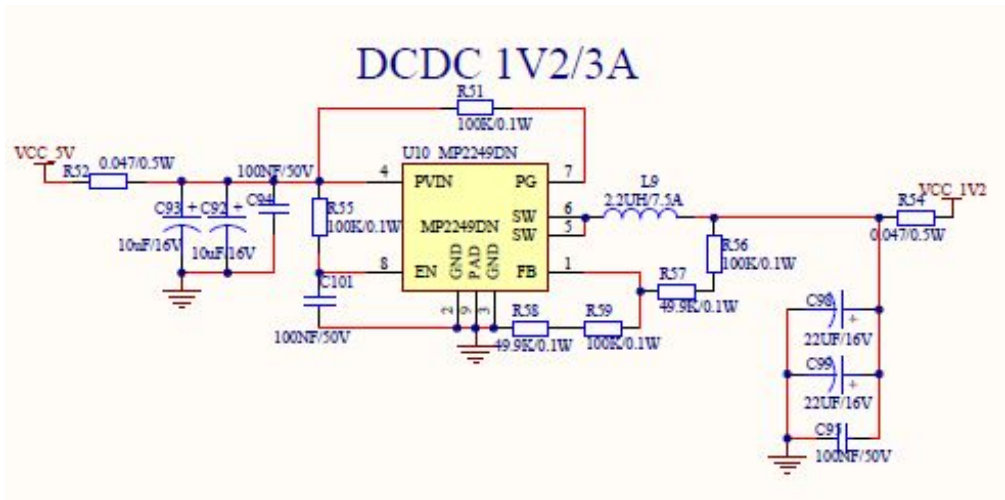 DCDC 1V2/3A
R51
100K/0.1W
VCC_5V
R52
0.047/0.5W
100NF/50V
C94
C93
C92
10uF/16V
10uF/16V
R55
100K/0.1W
C101
100NF/50V
U10 MP2249DN
4
PVIN
PG
7
MP2249DN
SW
6
SW
5
8
EN
GND
PAD
GND
FB
1
2
9
3
L9
2.2UH/7.5A
VCC_1V2
R54
0.047/0.5W
R56
100K/0.1W
R57
49.9K/0.1W
R58
49.9K/0.1W
R59
100K/0.1W
C98
22UF/16V
C99
22UF/16V
C95
100NF/50V